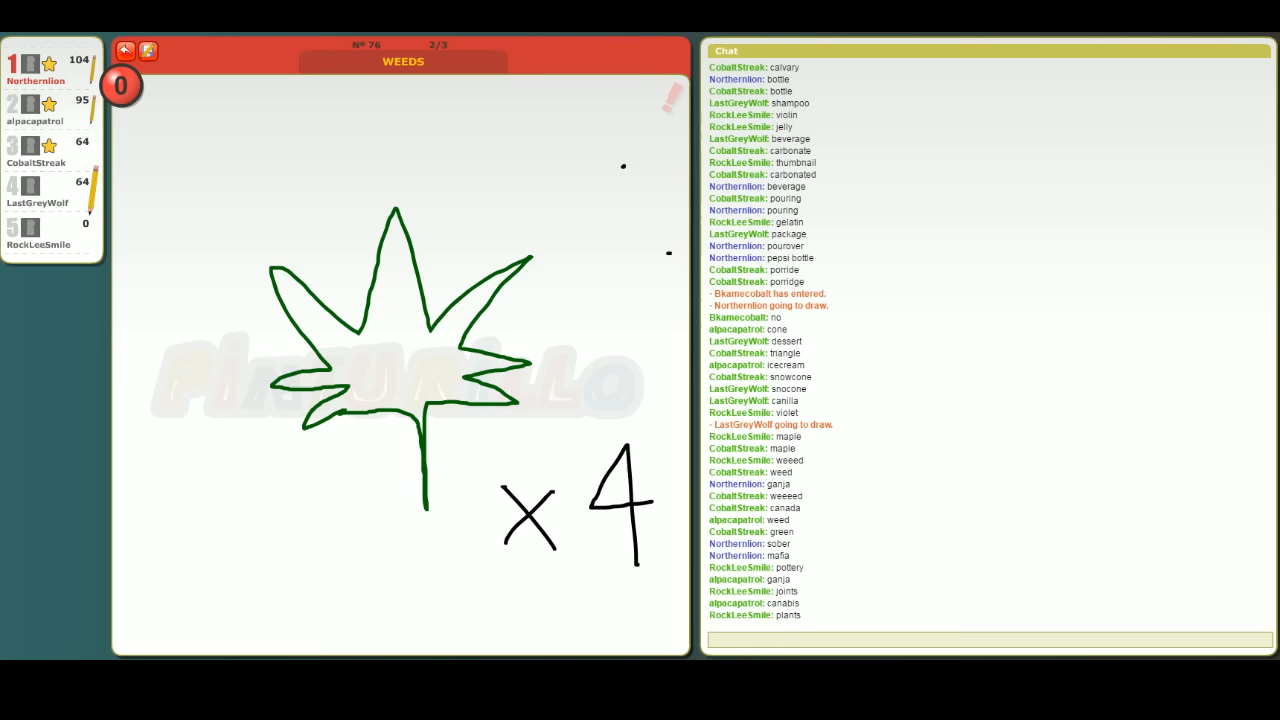 Nº 76 2/3
WEEDS
0
1 104
Northernlion
2 95
alpacapatrol
3 64
CobaltStreak
4 64
LastGreyWolf
5 0
RockLeeSmile
Pinturillo
x 4
Chat
CobaltStreak: calvary
Northernlion: bottle
CobaltStreak: bottle
LastGreyWolf: shampoo
RockLeeSmile: violin
RockLeeSmile: jelly
LastGreyWolf: beverage
CobaltStreak: carbonate
RockLeeSmile: thumbnail
CobaltStreak: carbonated
Northernlion: beverage
CobaltStreak: pouring
Northernlion: pouring
RockLeeSmile: gelatin
LastGreyWolf: package
Northernlion: pourover
Northernlion: pepsi bottle
CobaltStreak: porride
CobaltStreak: porridge
· Bkamecobalt has entered.
· Northernlion going to draw.
Bkamecobalt: no
alpacapatrol: cone
LastGreyWolf: dessert
CobaltStreak: triangle
alpacapatrol: icecream
CobaltStreak: snowcone
LastGreyWolf: snocone
LastGreyWolf: canilla
RockLeeSmile: violet
· LastGreyWolf going to draw.
RockLeeSmile: maple
CobaltStreak: maple
RockLeeSmile: weeed
CobaltStreak: weed
Northernlion: ganja
CobaltStreak: weeeed
CobaltStreak: canada
alpacapatrol: weed
CobaltStreak: green
Northernlion: sober
Northernlion: mafia
RockLeeSmile: pottery
alpacapatrol: ganja
RockLeeSmile: joints
alpacapatrol: canabis
RockLeeSmile: plants